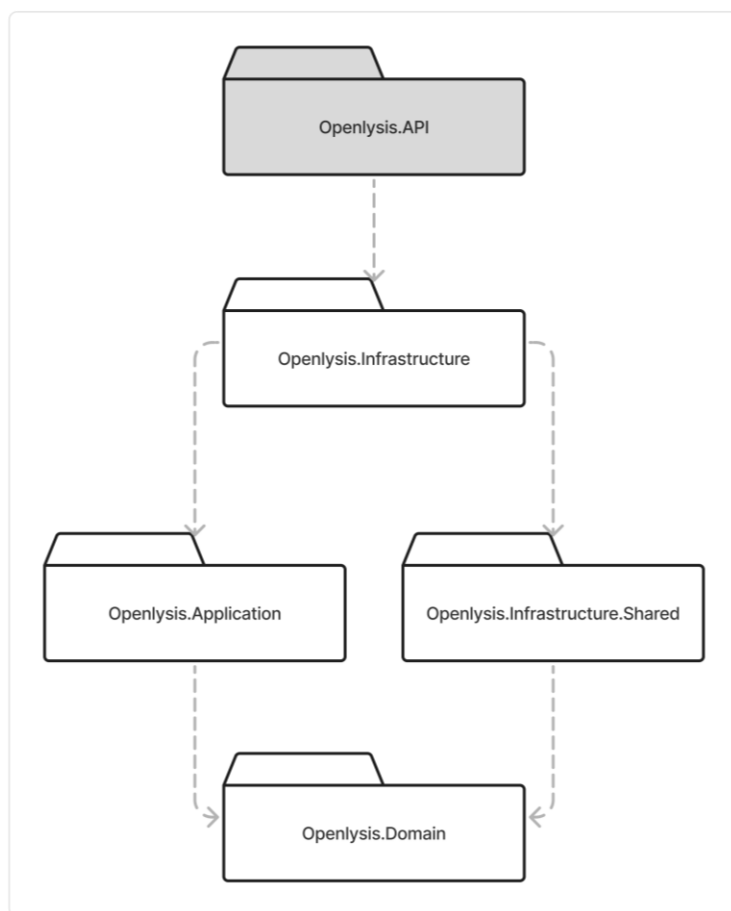 Openlysis.API
Openlysis.Infrastructure
Openlysis.Application
Openlysis.Infrastructure.Shared
Openlysis.Domain